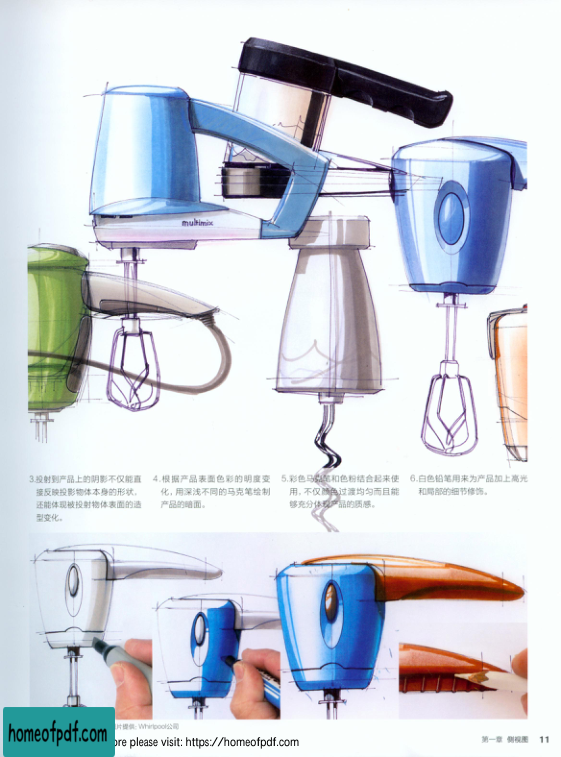 multimix
3.投射到产品上的阴影不仅能直
接反映投影物体本身的形状，
还能体现被投射物体表面的造
型变化。
4.根据产品表面色彩的明度变
化，用深浅不同的马克笔绘制
产品的暗面。
5.彩色马克笔和色粉结合起来使
用，不仅颜色过渡均匀而且能
够充分体现产品的质感。
6.白色铅笔用来为产品加上高光
和局部的细节修饰。
片提供: Whirlpool公司
homeofpdf.com
ore please visit: https://homeofpdf.com
第一章 侧视图 11